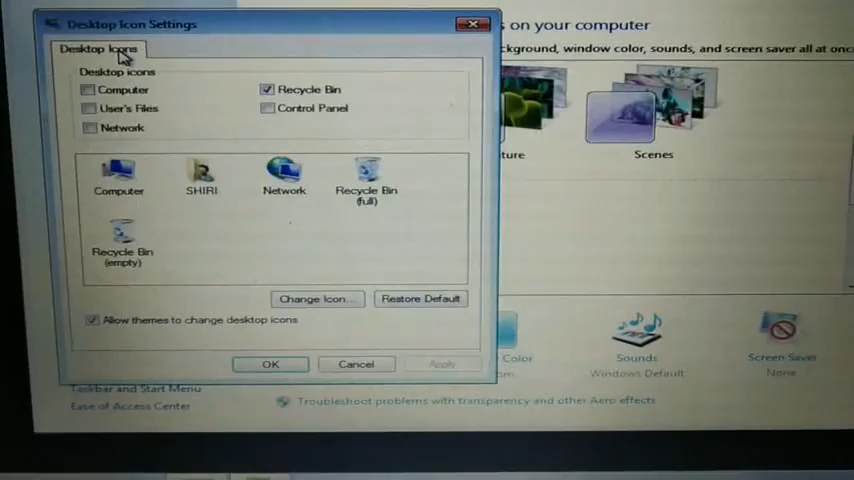 Desktop Icon Settings
s on your computer
Desktop Icons
ckground, window color, sounds, and screen saver all at once
Desktop icons
Computer
Recycle Bin
User's Files
Control Panel
Network
ture
Scenes
Computer
SHIRI
Network
Recycle Bin
(full)
Recycle Bin
(empty)
Change Icon...
Restore Default
Allow themes to change desktop icons
OK
Cancel
Apply
Color
Sounds
Windows Default
Screen Saver
None
Taskbar and Start Menu
Ease of Access Center
Troubleshoot problems with transparency and other Aero effects